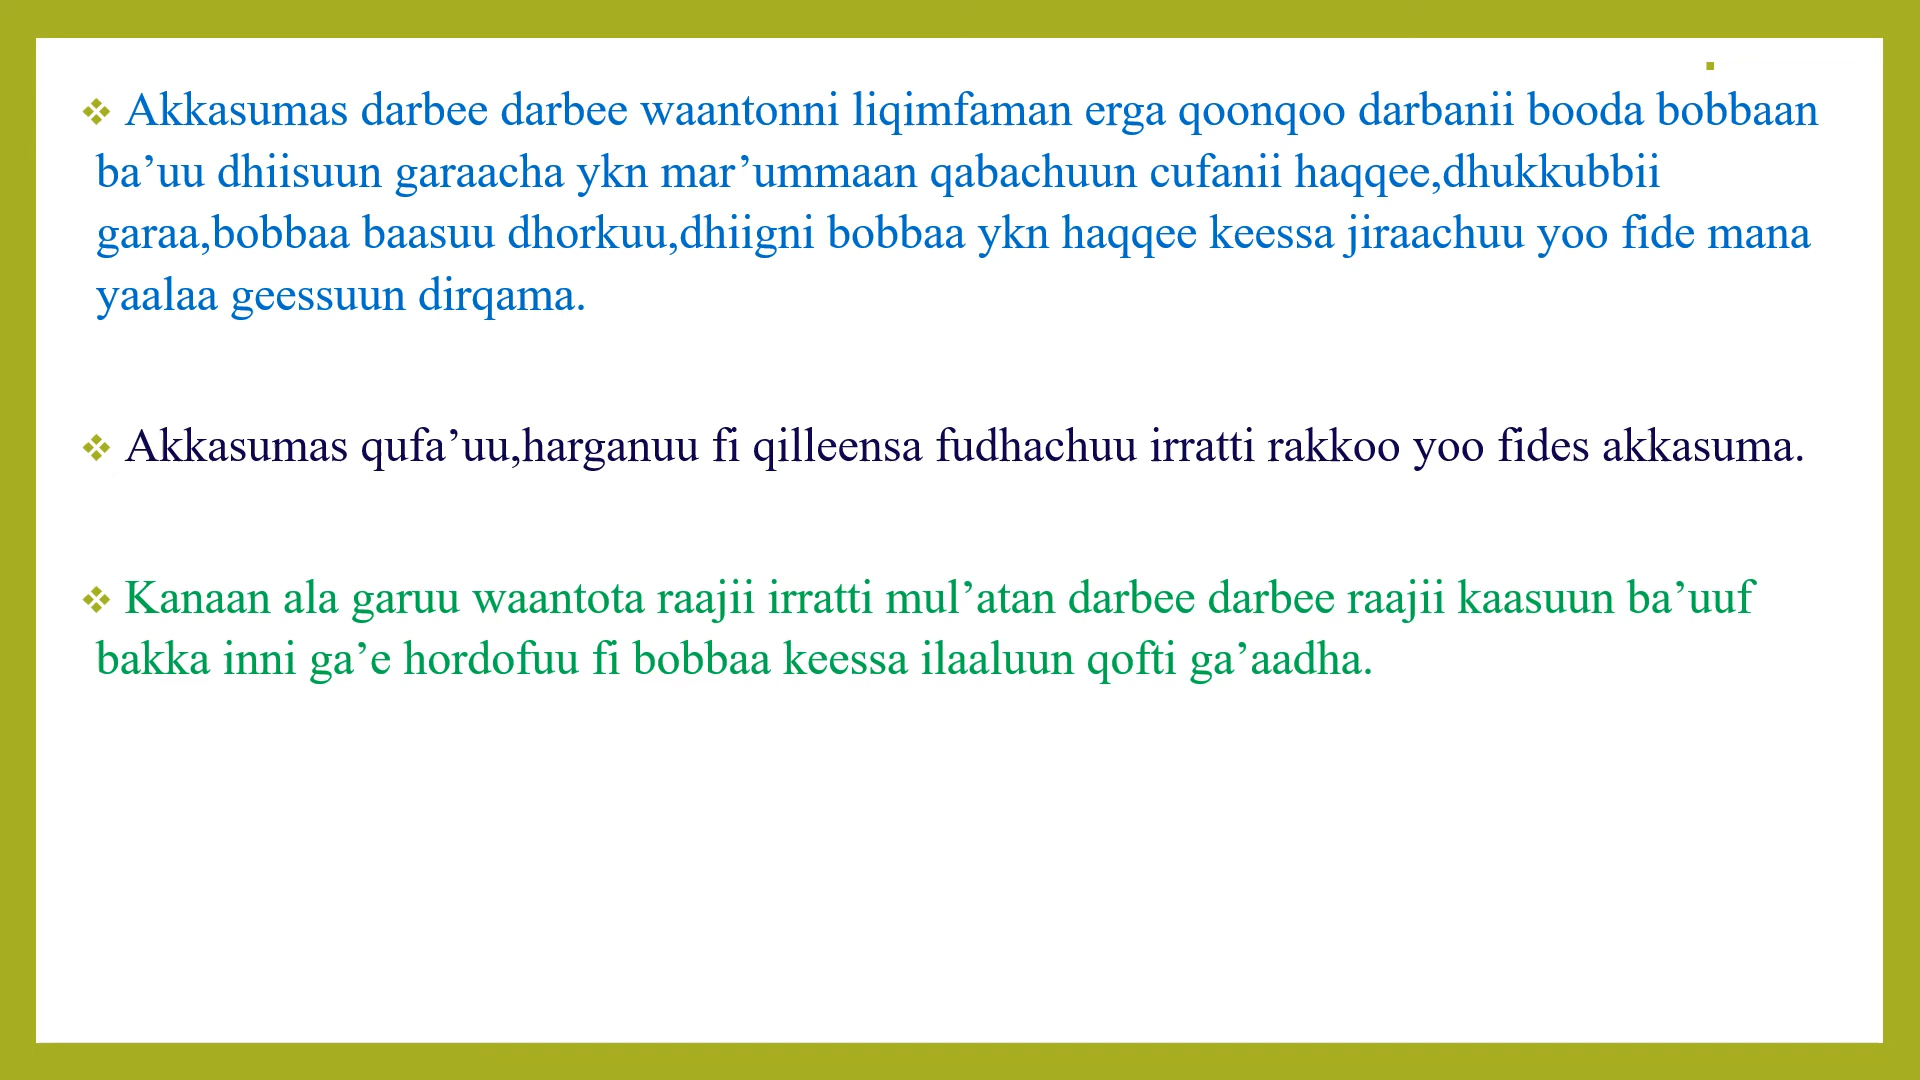 ❖ Akkasumas darbee darbee waantonni liqimfaman erga qoonqoo darbanii booda bobbaan
ba’uu dhiisuun garaacha ykn mar’ummaan qabachuun cufanii haqqee,dhukkubbii
garaa,bobbaa baasuu dhorkuu,dhiigni bobbaa ykn haqqee keessa jiraachuu yoo fide mana
yaalaa geessuun dirqama.
❖ Akkasumas qufa’uu,harganuu fi qilleensa fudhachuu irratti rakkoo yoo fides akkasuma.
❖ Kanaan ala garuu waantota raajii irratti mul’atan darbee darbee raajii kaasuun ba’uuf
bakka inni ga’e hordofuu fi bobbaa keessa ilaaluun qofti ga’aadha.